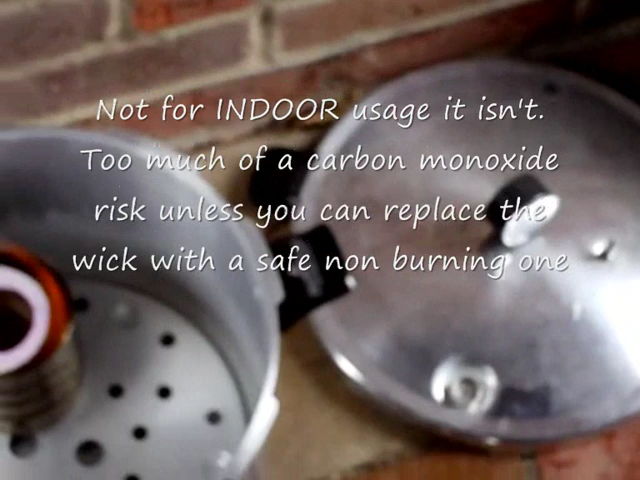 Not for INDOOR usage it isn't.
Too much of a carbon monoxide
risk unless you can replace the
wick with a safe non burning one